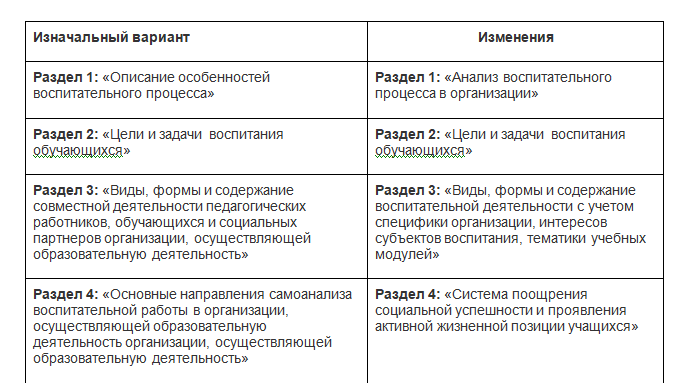 Изначальный вариант
Изменения
Раздел 1: «Описание особенностей
воспитательного процесса»
Раздел 1: «Анализ воспитательного
процесса в организации»
Раздел 2: «Цели и задачи воспитания
обучающихся»
Раздел 2: «Цели и задачи воспитания
обучающихся»
Раздел 3: «Виды, формы и содержание
совместной деятельности педагогических
работников, обучающихся и социальных
партнеров организации, осуществляющей
образовательную деятельность»
Раздел 3: «Виды, формы и содержание
воспитательной деятельности с учетом
специфики организации, интересов
субъектов воспитания, тематики учебных
модулей»
Раздел 4: «Основные направления самоанализа
воспитательной работы в организации,
осуществляющей образовательную
деятельность организации, осуществляющей
образовательную деятельность»
Раздел 4: «Система поощрения
социальной успешности и проявления
активной жизненной позиции учащихся»